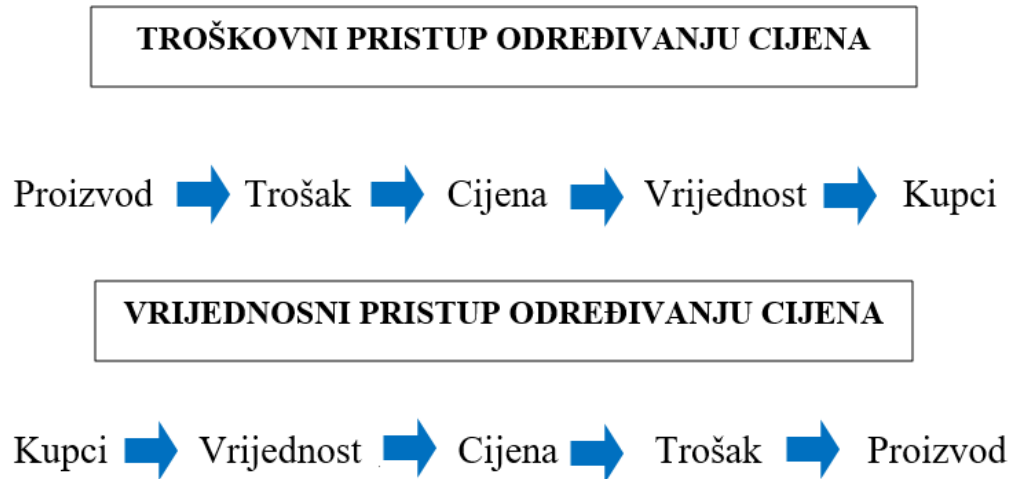 TROŠKOVNI PRISTUP ODREĐIVANJU CIJENA
Proizvod Trošak Cijena Vrijednost Kupci
VRIJEDNOSNI PRISTUP ODREĐIVANJU CIJENA
Kupci Vrijednost Cijena Trošak Proizvod